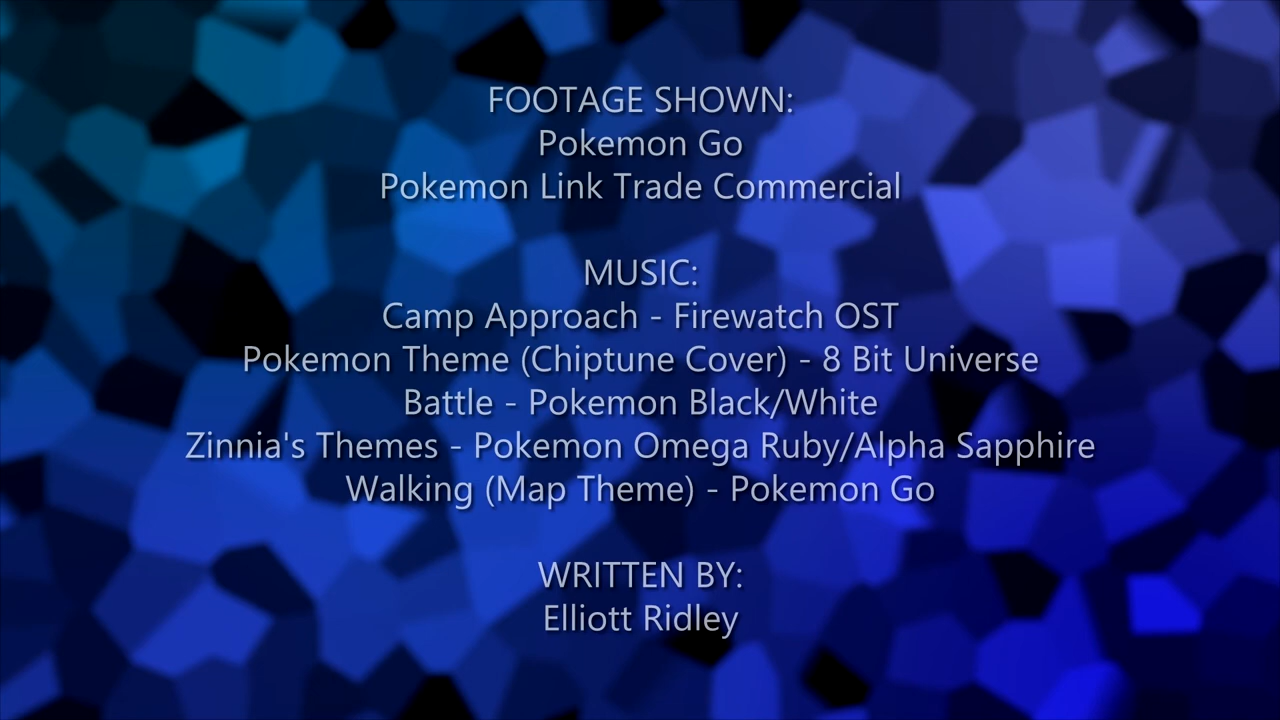 FOOTAGE SHOWN:
Pokemon Go
Pokemon Link Trade Commercial
MUSIC:
Camp Approach - Firewatch OST
Pokemon Theme (Chiptune Cover) - 8 Bit Universe
Battle - Pokemon Black/White
Zinnia's Themes - Pokemon Omega Ruby/Alpha Sapphire
Walking (Map Theme) - Pokemon Go
WRITTEN BY:
Elliott Ridley